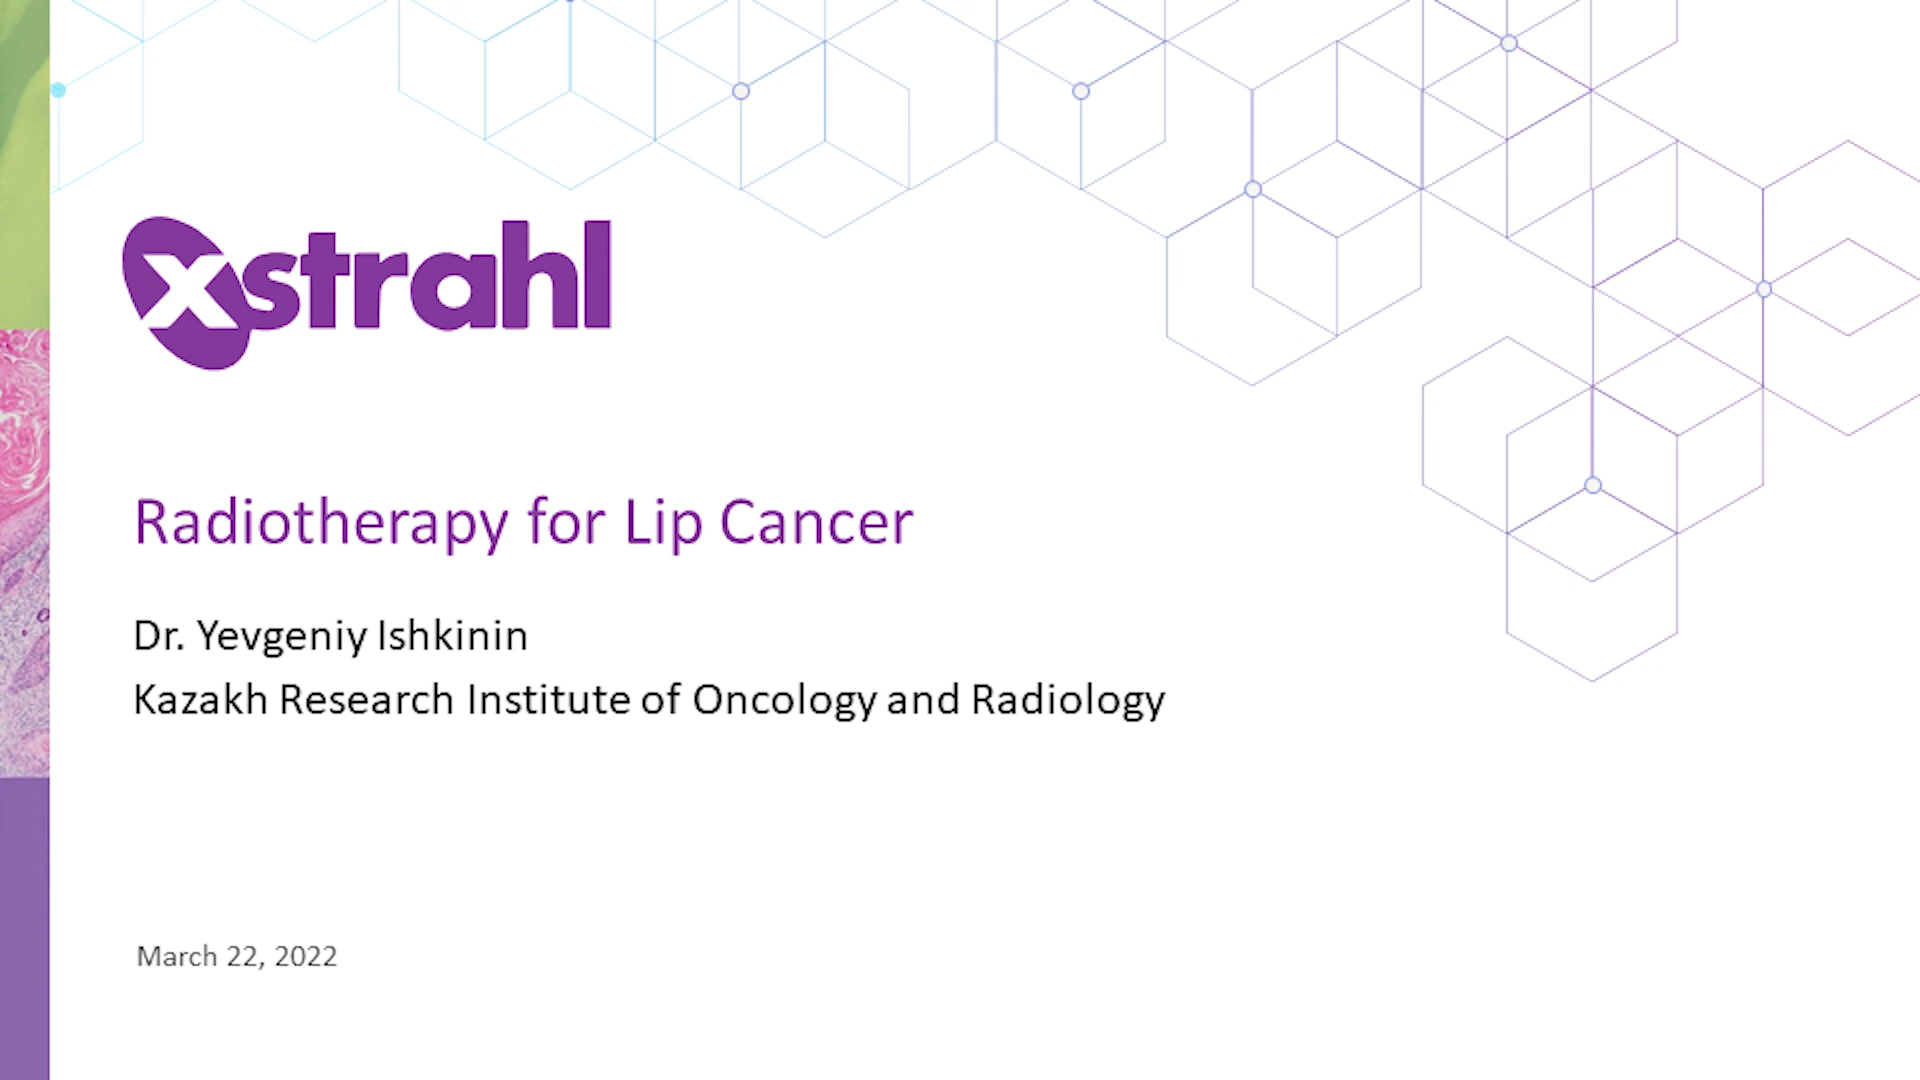 xstrahl
Radiotherapy for Lip Cancer
Dr. Yevgeniy Ishkinin
Kazakh Research Institute of Oncology and Radiology
March 22, 2022